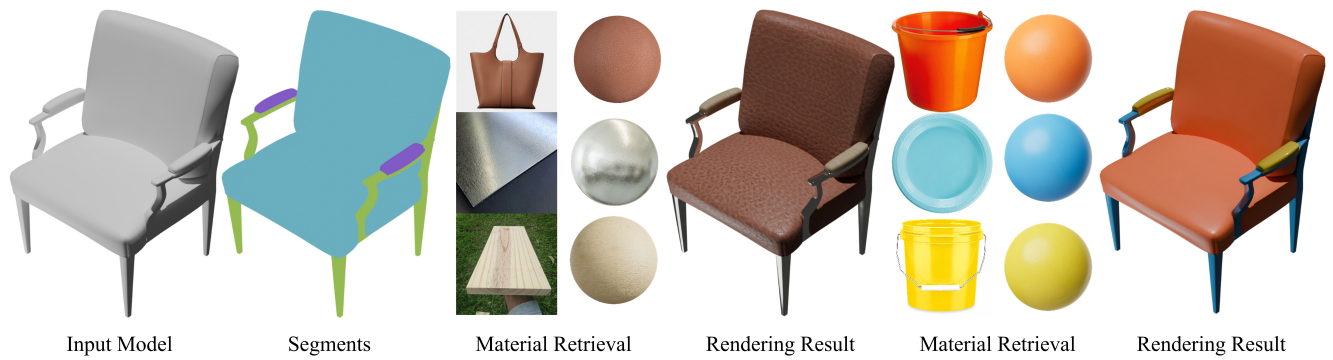 Input Model
Segments
Material Retrieval
Rendering Result
Material Retrieval
Rendering Result